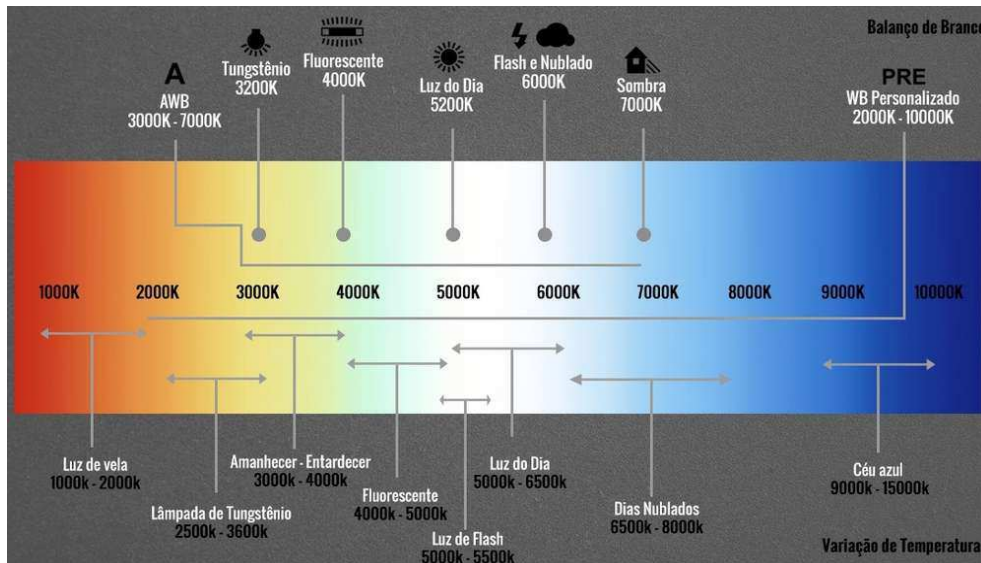 Balanço de Branco
A
AWB
3000K - 7000K
Tungstênio
3200K
Fluorescente
4000K
Luz do Dia
5200K
Flash e Nublado
6000K
Sombra
7000K
PRE
WB Personalizado
2000K - 10000K
1000K 2000K 3000K 4000K 5000K 6000K 7000K 8000K 9000K 10000K
Luz de vela
1000k - 2000k
Lâmpada de Tungstênio
2500k - 3600k
Amanhecer - Entardecer
3000k - 4000k
Fluorescente
4000k - 5000k
Luz de Flash
5000k - 5500k
Luz do Dia
5000k - 6500k
Dias Nublados
6500k - 8000k
Céu azul
9000k - 15000k
Variação de Temperatura